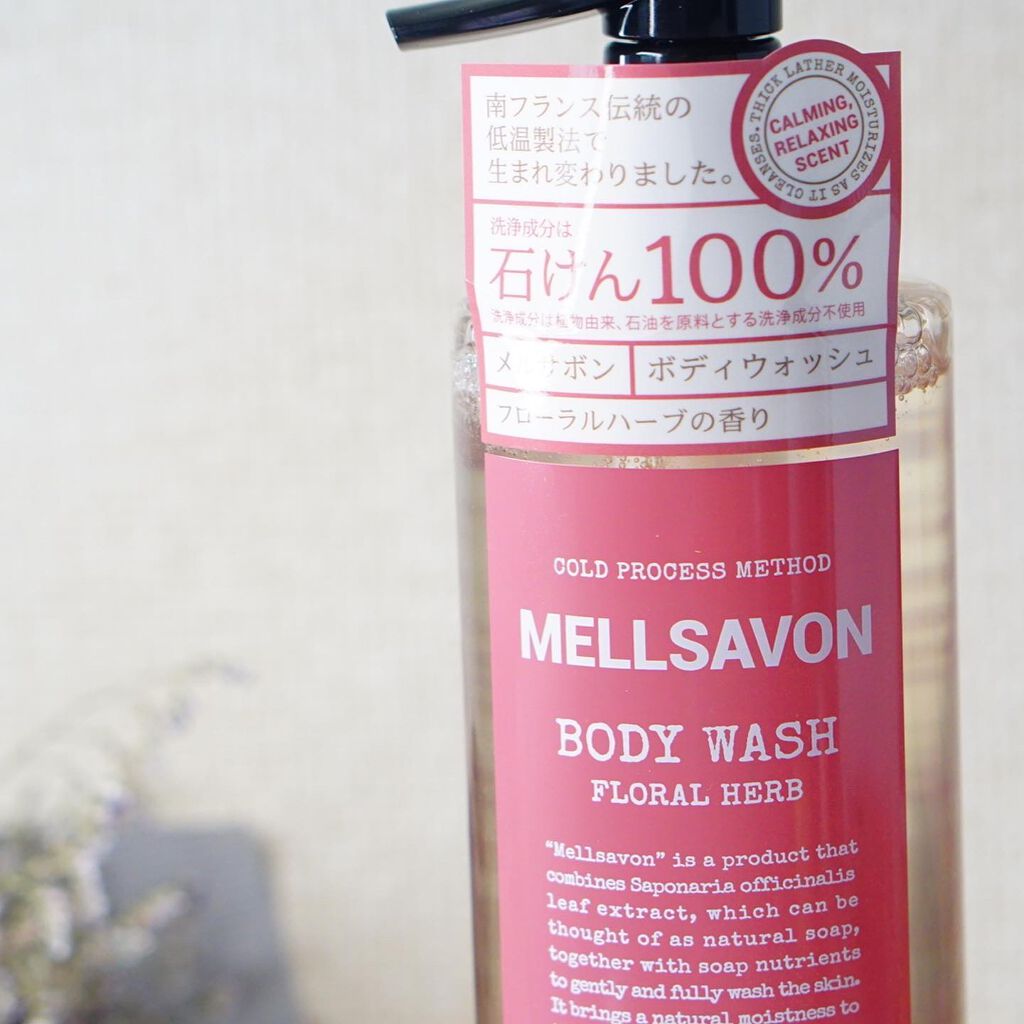 南フランス伝統の
低温製法で
生まれ変わりました。
THICK LATHER MOISTURIZES AS IT CLEANSES.
CALMING,
RELAXING
SCENT
洗浄成分は
石けん100%
洗浄成分は植物由来、石油を原料とする洗浄成分不使用
メルサボン ボディウォッシュ
フローラルハーブの香り
COLD PROCESS METHOD
MELLSAVON
BODY WASH
FLORAL HERB
“Mellsavon” is a product that
combines Saponaria officinalis
leaf extract, which can be
thought of as natural soap,
together with soap nutrients
to gently and fully wash the skin.
It brings a natural moistness to